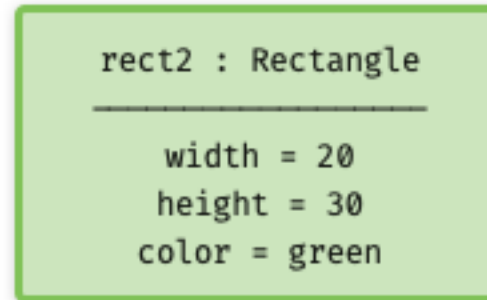 rect2 : Rectangle
width = 20
height = 30
color = green